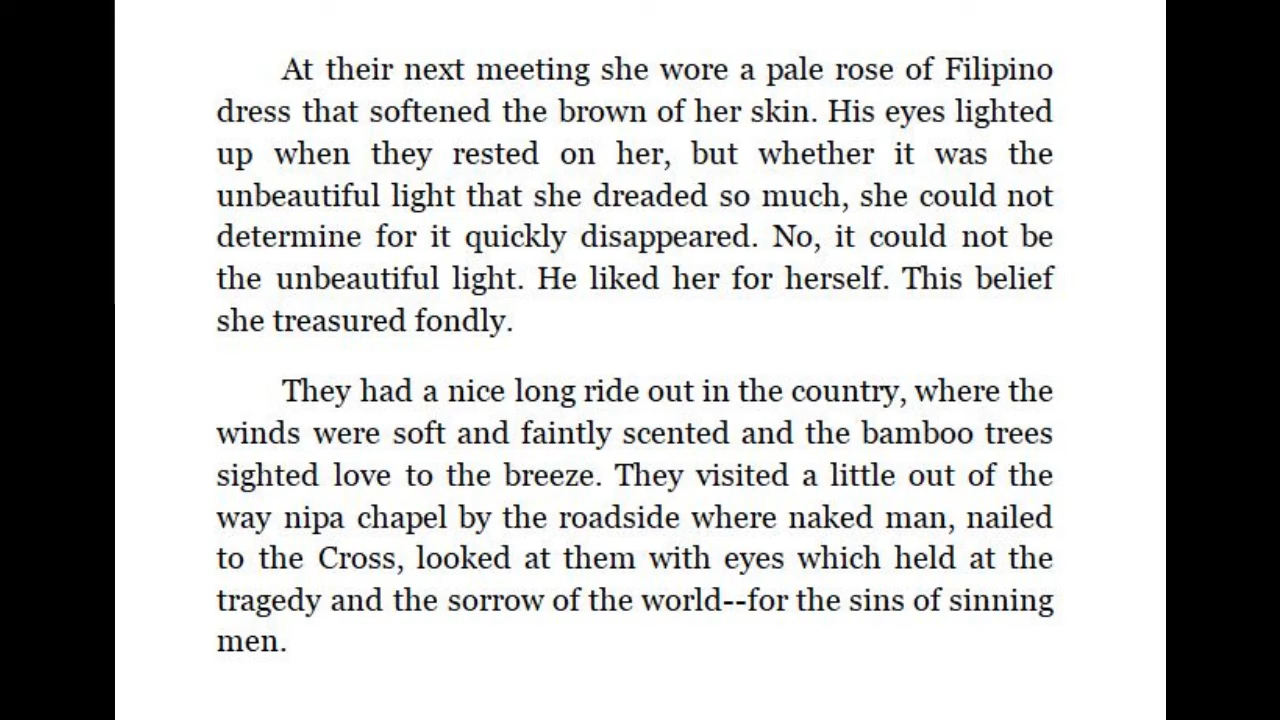 At their next meeting she wore a pale rose of Filipino
dress that softened the brown of her skin. His eyes lighted
up when they rested on her, but whether it was the
unbeautiful light that she dreaded so much, she could not
determine for it quickly disappeared. No, it could not be
the unbeautiful light. He liked her for herself. This belief
she treasured fondly.
They had a nice long ride out in the country, where the
winds were soft and faintly scented and the bamboo trees
sighted love to the breeze. They visited a little out of the
way nipa chapel by the roadside where naked man, nailed
to the Cross, looked at them with eyes which held at the
tragedy and the sorrow of the world--for the sins of sinning
men.